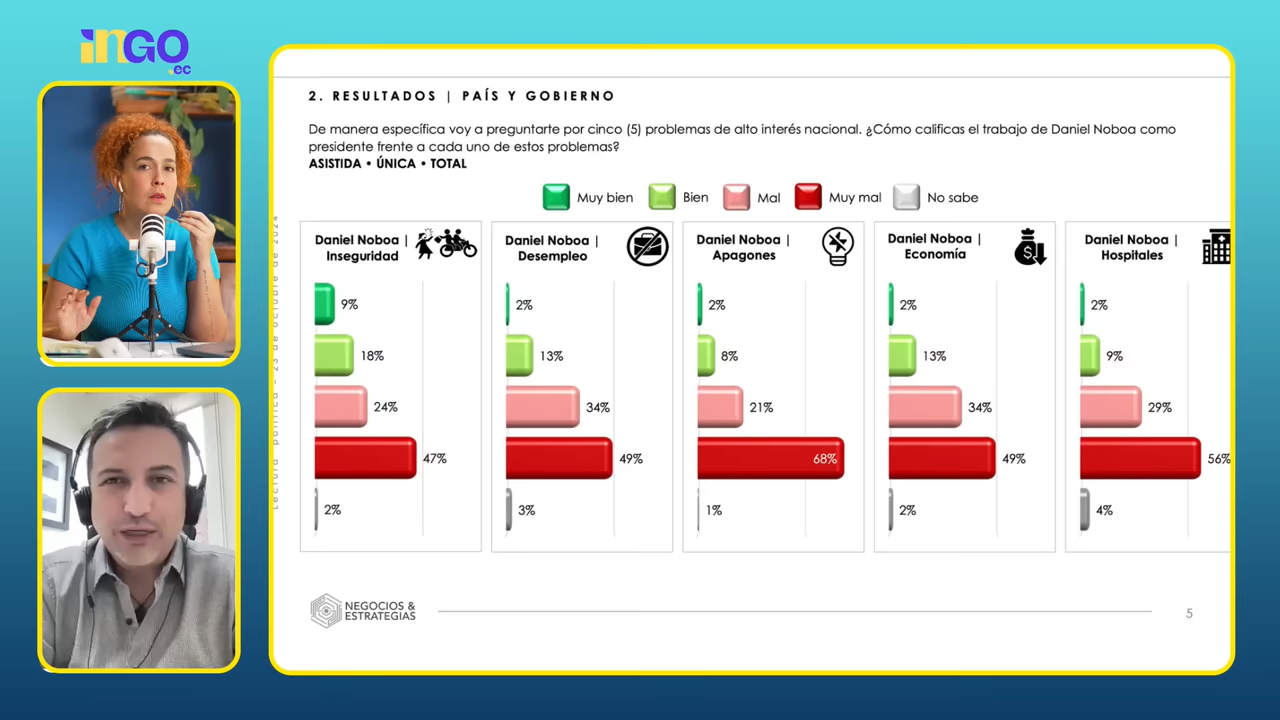 inGO
.ec
2. RESULTADOS | PAÍS Y GOBIERNO
De manera específica voy a preguntarte por cinco (5) problemas de alto interés nacional. ¿Cómo calificas el trabajo de Daniel Noboa como
presidente frente a cada uno de estos problemas?
ASISTIDA • ÚNICA • TOTAL
Muy bien
Bien
Mal
Muy mal
No sabe
Daniel Noboa |
Inseguridad
9%
18%
24%
47%
2%
Daniel Noboa |
Desempleo
2%
13%
34%
49%
3%
Daniel Noboa |
Apagones
2%
8%
21%
68%
1%
Daniel Noboa |
Economía
$
2%
13%
34%
49%
2%
Daniel Noboa |
Hospitales
2%
9%
29%
56%
4%
NEGOCIOS &
ESTRATEGIAS
5